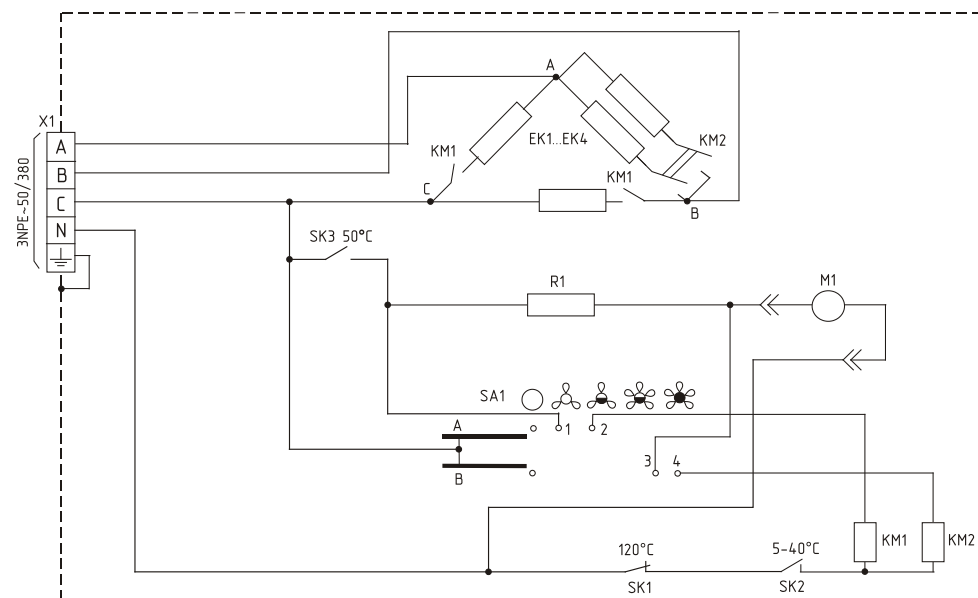 X1
3NPE~50/380
A
B
C
N
A
KM1
EK1...EK4
KM2
KM1
C
B
SK3 50°C
R1
M1
SA1
A
1
2
B
3
4
KM1
KM2
120°C
SK1
5-40°C
SK2